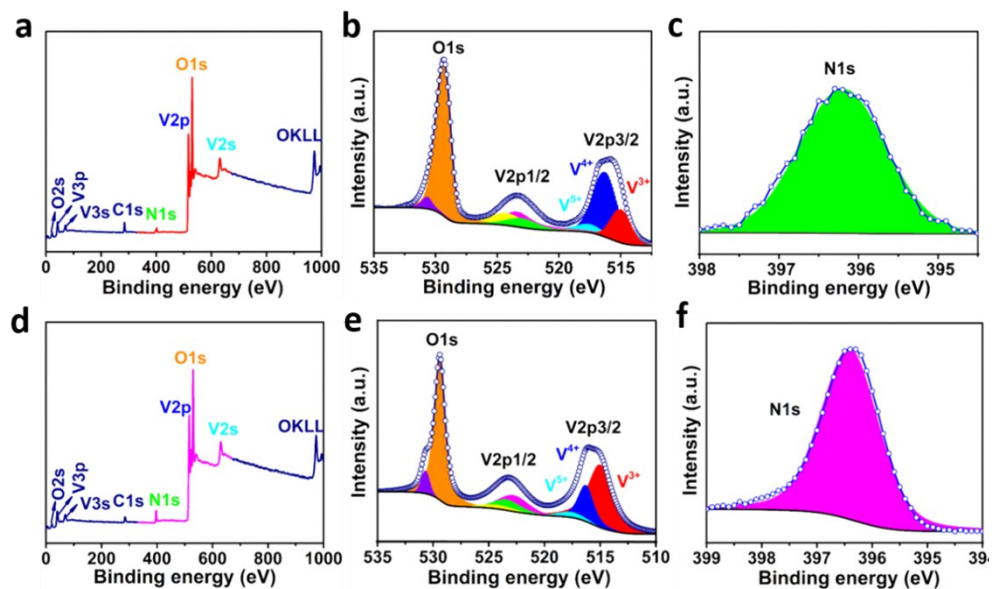 a
O1s
V2p
V2s
OKLL
O2s
V3p
V3s
C1s
N1s
0 200 400 600 800 1000
Binding energy (eV)
b
Intensity (a.u.)
O1s
V2p1/2
V2p3/2
V⁴⁺
V⁵⁺
V³⁺
535 530 525 520 515
Binding energy (eV)
c
Intensity (a.u.)
N1s
398 397 396 395
Binding energy (eV)
d
O1s
V2p
V2s
OKLL
O2s
V3p
V3s
C1s
N1s
0 200 400 600 800 1000
Binding energy (eV)
e
Intensity (a.u.)
O1s
V2p1/2
V2p3/2
V⁴⁺
V⁵⁺
V³⁺
535 530 525 520 515 510
Binding energy (eV)
f
Intensity (a.u.)
N1s
399 398 397 396 395 394
Binding energy (eV)